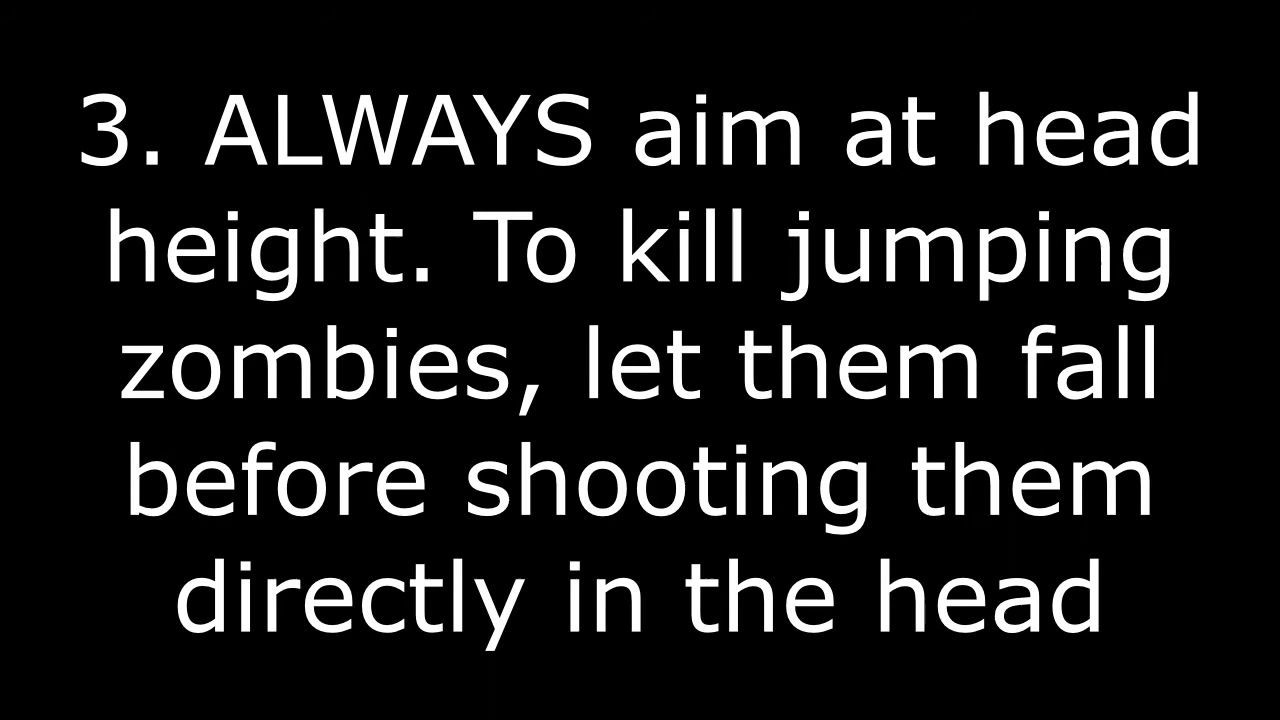 3. ALWAYS aim at head
height. To kill jumping
zombies, let them fall
before shooting them
directly in the head